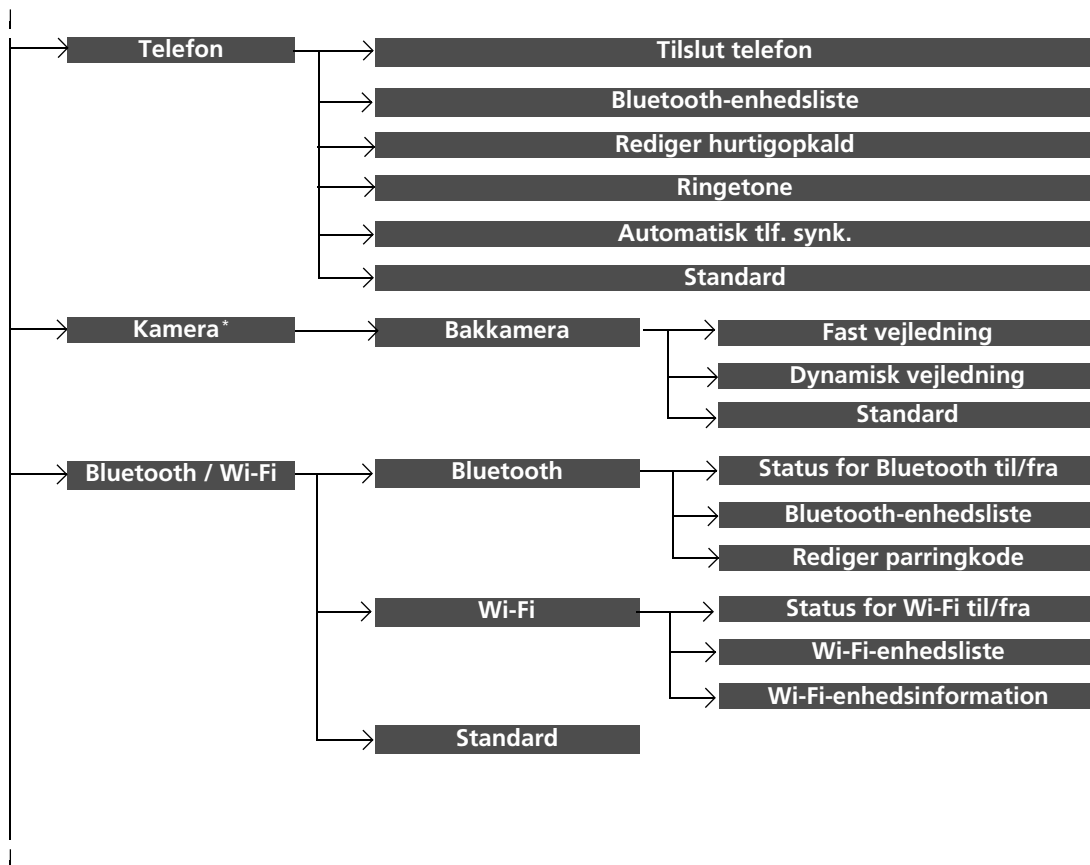 Telefon
Tilslut telefon
Bluetooth-enhedsliste
Rediger hurtigopkald
Ringetone
Automatisk tlf. synk.
Standard
Kamera*
Bakkamera
Fast vejledning
Dynamisk vejledning
Standard
Bluetooth / Wi-Fi
Bluetooth
Status for Bluetooth til/fra
Bluetooth-enhedsliste
Rediger parringkode
Wi-Fi
Status for Wi-Fi til/fra
Wi-Fi-enhedsliste
Wi-Fi-enhedsinformation
Standard